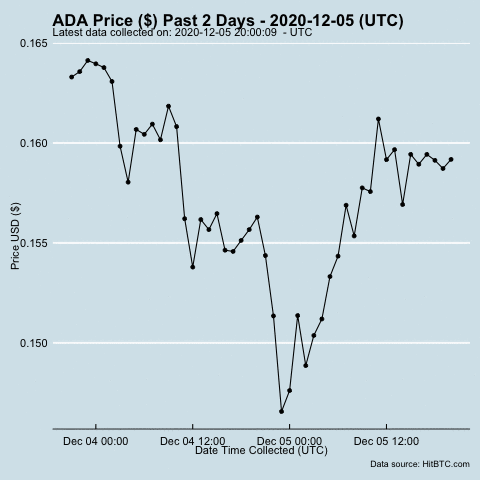 ADA Price ($) Past 2 Days - 2020-12-05 (UTC)
Latest data collected on: 2020-12-05 20:00:09  - UTC
0.165
0.160
0.155
0.150
Price USD ($)
Dec 04 00:00 Dec 04 12:00 Dec 05 00:00 Dec 05 12:00
Date Time Collected (UTC)
Data source: HitBTC.com